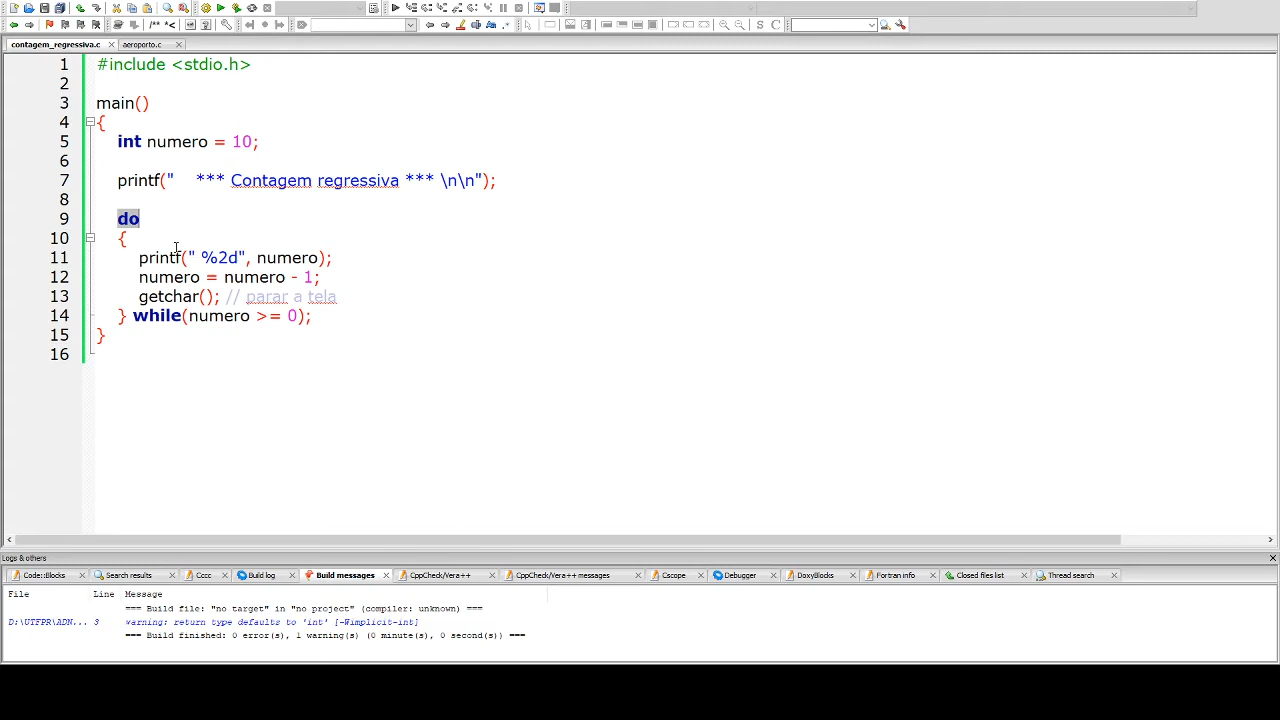 contagem_regressiva.c aeroporto.c
1 #include <stdio.h>
2
3 main()
4 {
5 int numero = 10;
6
7 printf("   *** Contagem regressiva *** \n\n");
8
9 do
10 {
11 printf(" %2d", numero);
12 numero = numero - 1;
13 getchar(); // parar a tela
14 } while(numero >= 0);
15 }
16
Logs & others
Code::Blocks Search results Cccc Build log Build messages CppCheck/Vera++ CppCheck/Vera++ messages Cscope Debugger DoxyBlocks Fortran info Closed files list Thread search
File Line Message
=== Build file: "no target" in "no project" (compiler: unknown) ===
D:\UTFPR\ADN... 3 warning: return type defaults to 'int' [-Wimplicit-int]
=== Build finished: 0 error(s), 1 warning(s) (0 minute(s), 0 second(s)) ===